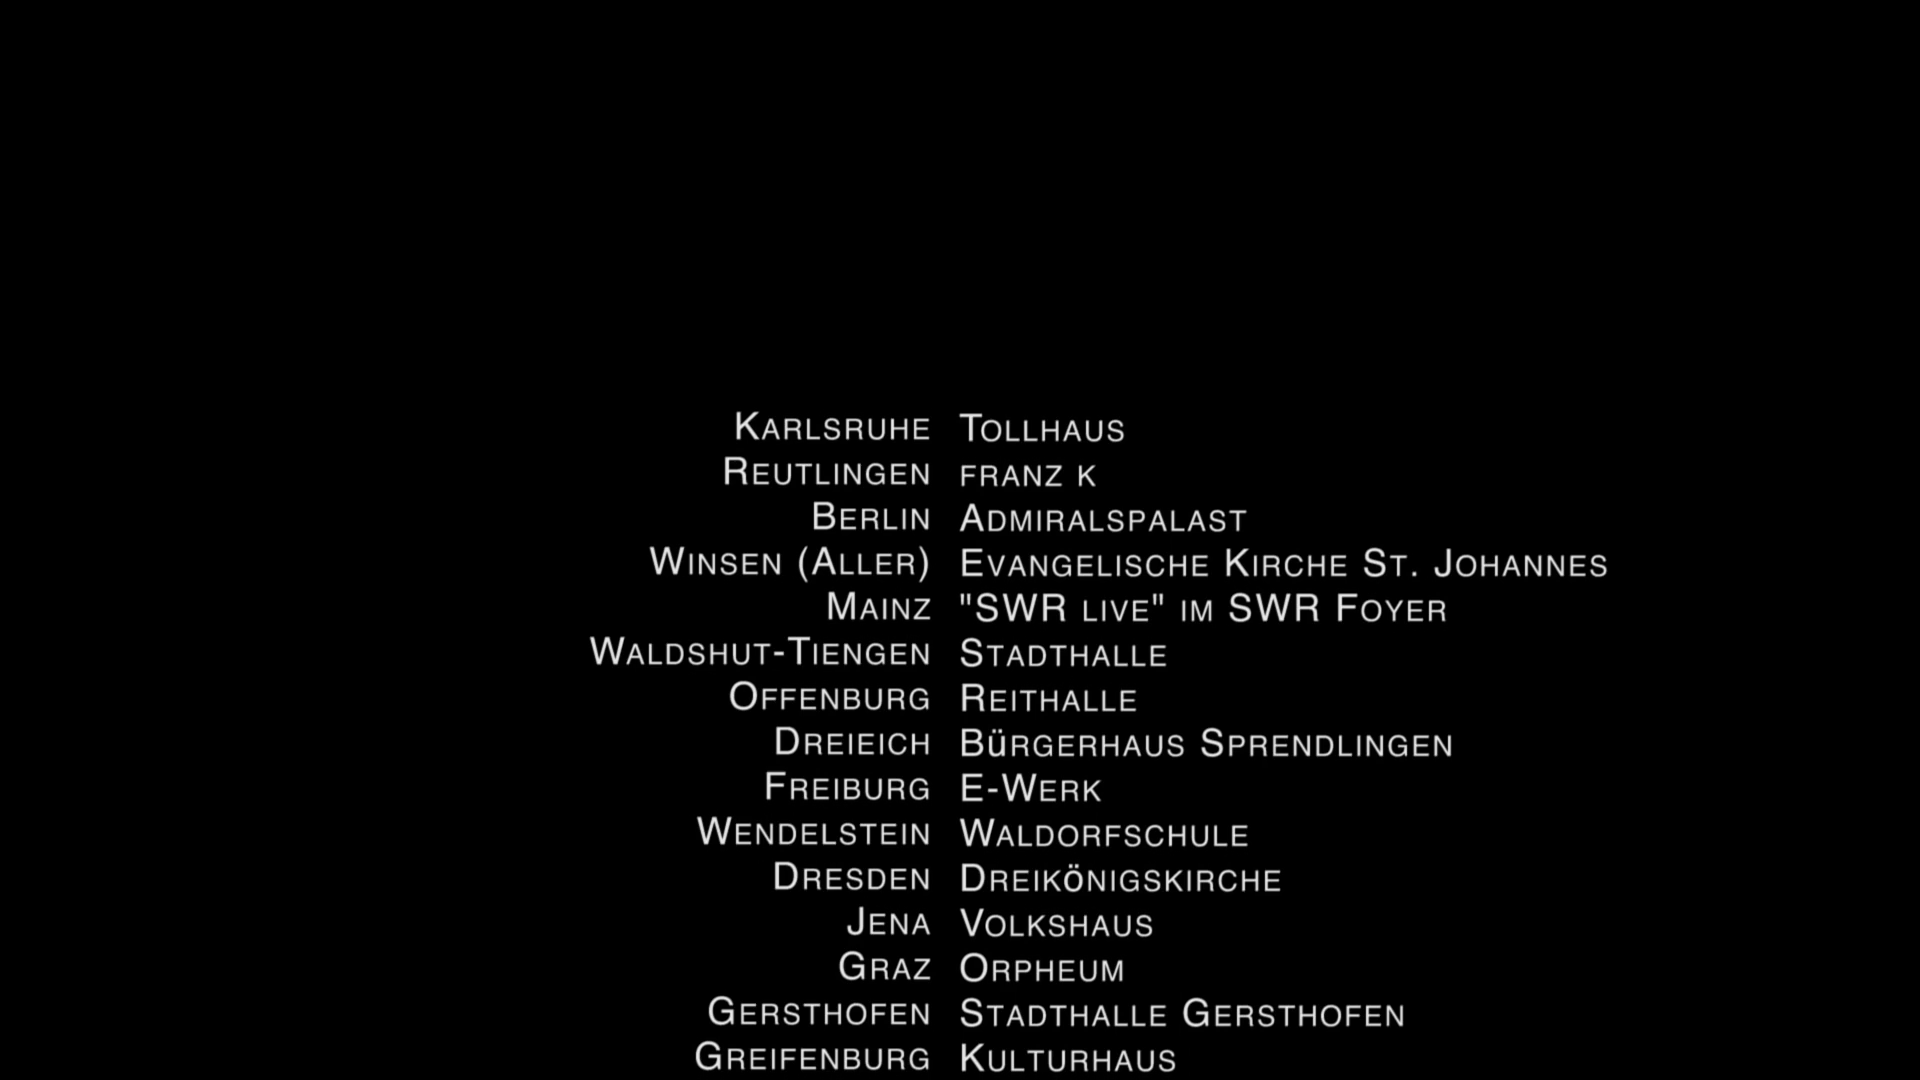 Karlsruhe Tollhaus
Reutlingen franz k
Berlin Admiralspalast
Winsen (Aller) Evangelische Kirche St. Johannes
Mainz "SWR live" im SWR Foyer
Waldshut-Tiengen Stadthalle
Offenburg Reithalle
Dreieich Bürgerhaus Sprendlingen
Freiburg E-Werk
Wendelstein Waldorfschule
Dresden Dreikönigskirche
Jena Volkshaus
Graz Orpheum
Gersthofen Stadthalle Gersthofen
Greifenburg Kulturhaus